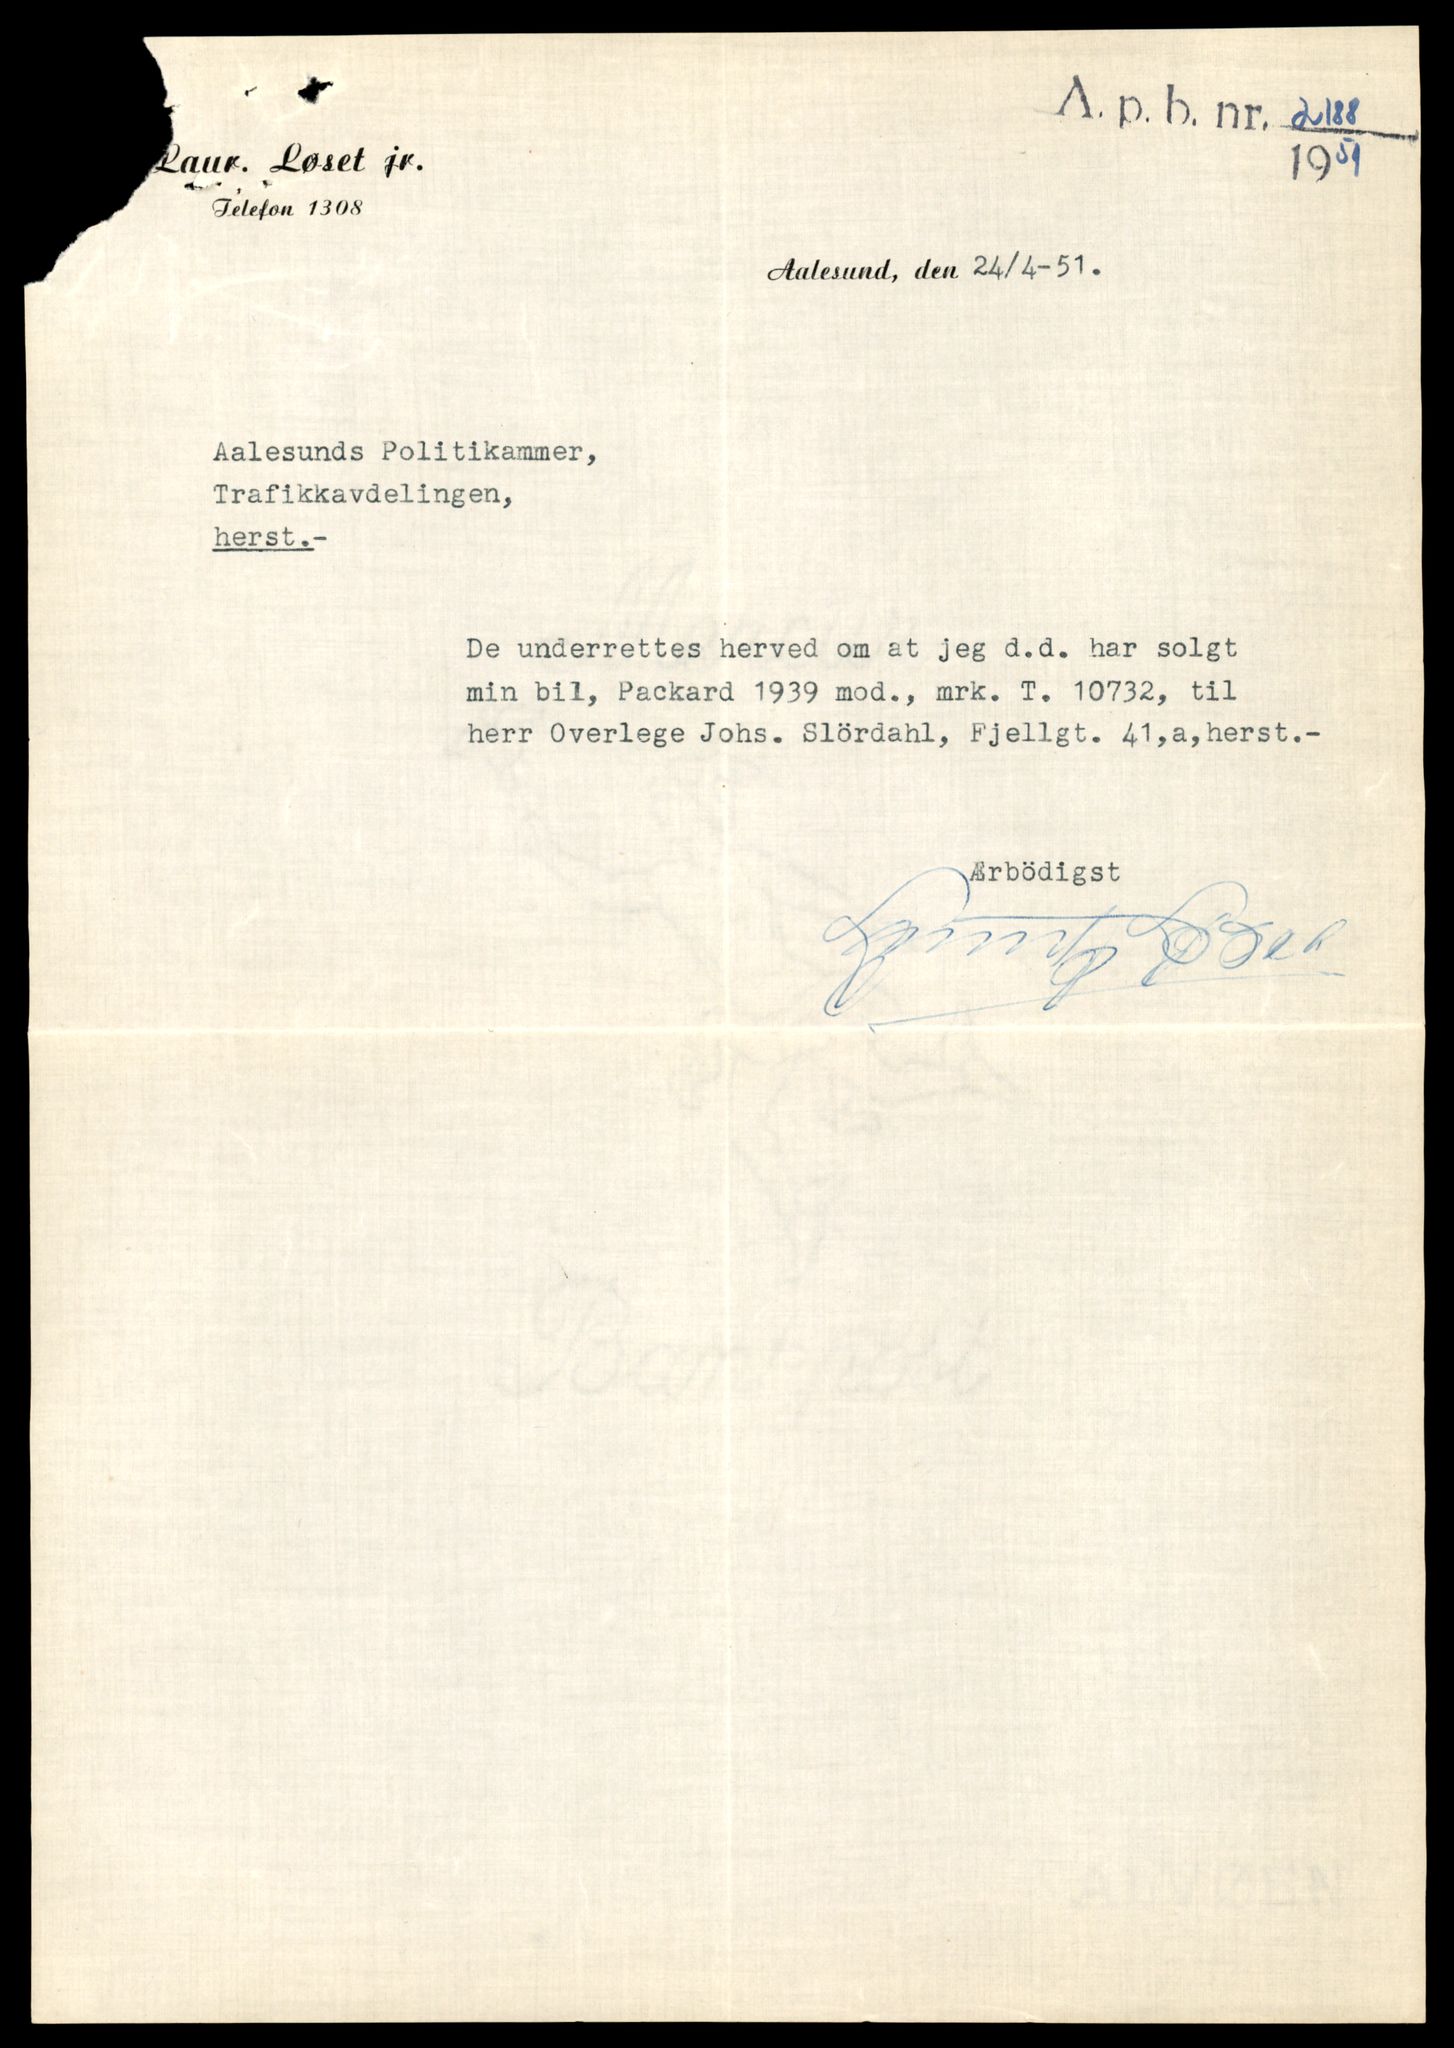 A. p. b. nr. 2188
1951
Laur. Løset jr.
Telefon 1308
Aalesund, den 24/4-51.
Aalesunds Politikammer,
Trafikkavdelingen,
herst.-
De underrettes herved om at jeg d.d. har solgt
min bil, Packard 1939 mod., mrk. T. 10732, til
herr Overlege Johs. Slördahl, Fjellgt. 41,a,herst.-
Ærbödigst